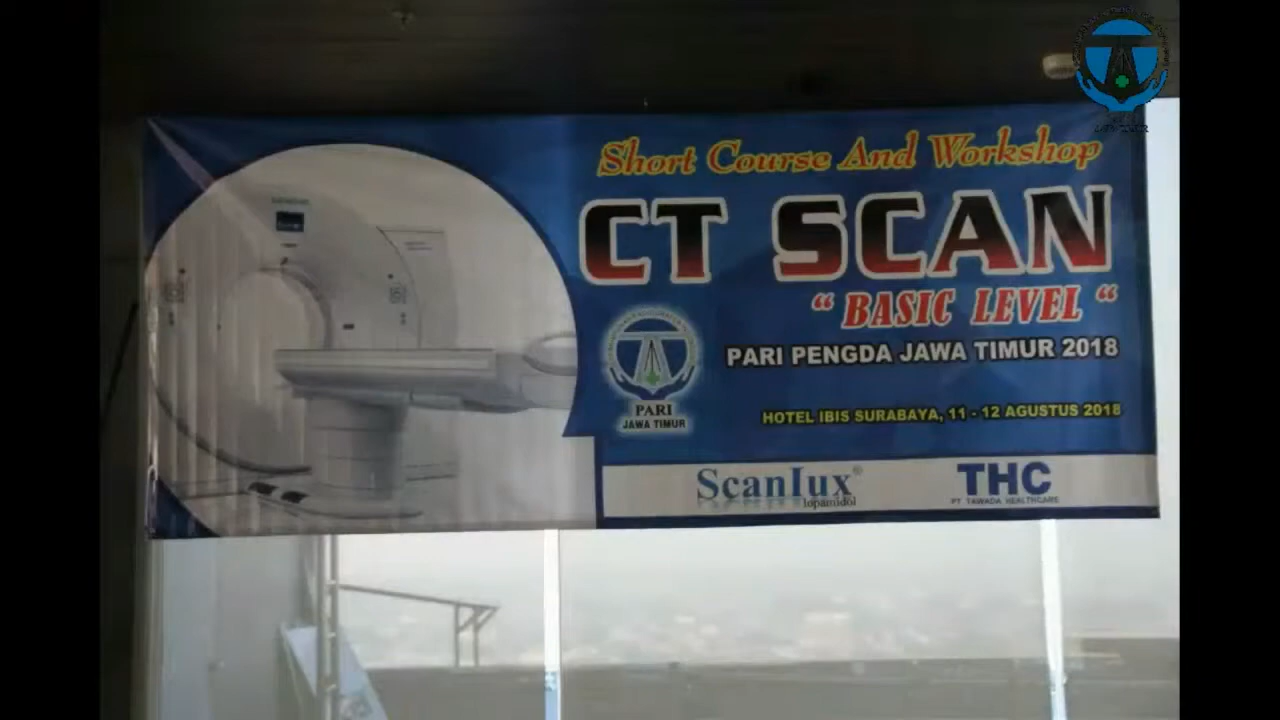 Short Course And Workshop
CT SCAN
“ BASIC LEVEL “
PARI PENGDA JAWA TIMUR 2018
PARI
JAWA TIMUR
HOTEL IBIS SURABAYA, 11 - 12 AGUSTUS 2018
ScanLux®
Iopamidol
THC
PT TAWADA HEALTHCARE